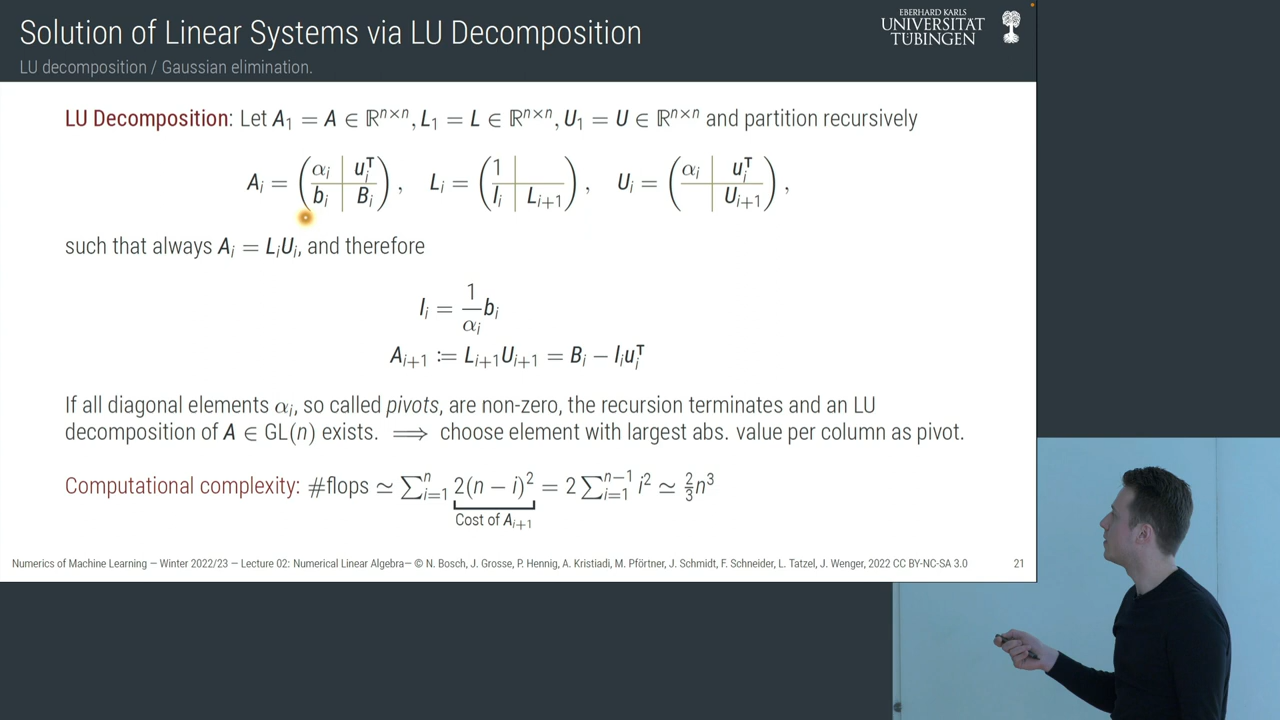 Solution of Linear Systems via LU Decomposition
LU decomposition / Gaussian elimination.
EBERHARD KARLS
UNIVERSITÄT
TÜBINGEN
LU Decomposition: Let A₁ = A ∈ ℝⁿˣⁿ, L₁ = L ∈ ℝⁿˣⁿ, U₁ = U ∈ ℝⁿˣⁿ and partition recursively
Aᵢ = (αᵢ | uᵢᵀ ; bᵢ | Bᵢ), Lᵢ = (1 | ; lᵢ | Lᵢ₊₁), Uᵢ = (αᵢ | uᵢᵀ ; | Uᵢ₊₁),
such that always Aᵢ = LᵢUᵢ, and therefore
lᵢ = 1/αᵢ bᵢ
Aᵢ₊₁ := Lᵢ₊₁Uᵢ₊₁ = Bᵢ − lᵢuᵢᵀ
If all diagonal elements αᵢ, so called pivots, are non-zero, the recursion terminates and an LU
decomposition of A ∈ GL(n) exists. ⟹ choose element with largest abs. value per column as pivot.
Computational complexity: #flops ≃ ∑ᵢ₌₁ⁿ 2(n − i)² = 2 ∑ᵢ₌₁ⁿ⁻¹ i² ≃ ⅔n³
Cost of Aᵢ₊₁
Numerics of Machine Learning — Winter 2022/23 — Lecture 02: Numerical Linear Algebra— © N. Bosch, J. Grosse, P. Hennig, A. Kristiadi, M. Pförtner, J. Schmidt, F. Schneider, L. Tatzel, J. Wenger, 2022 CC BY-NC-SA 3.0
21